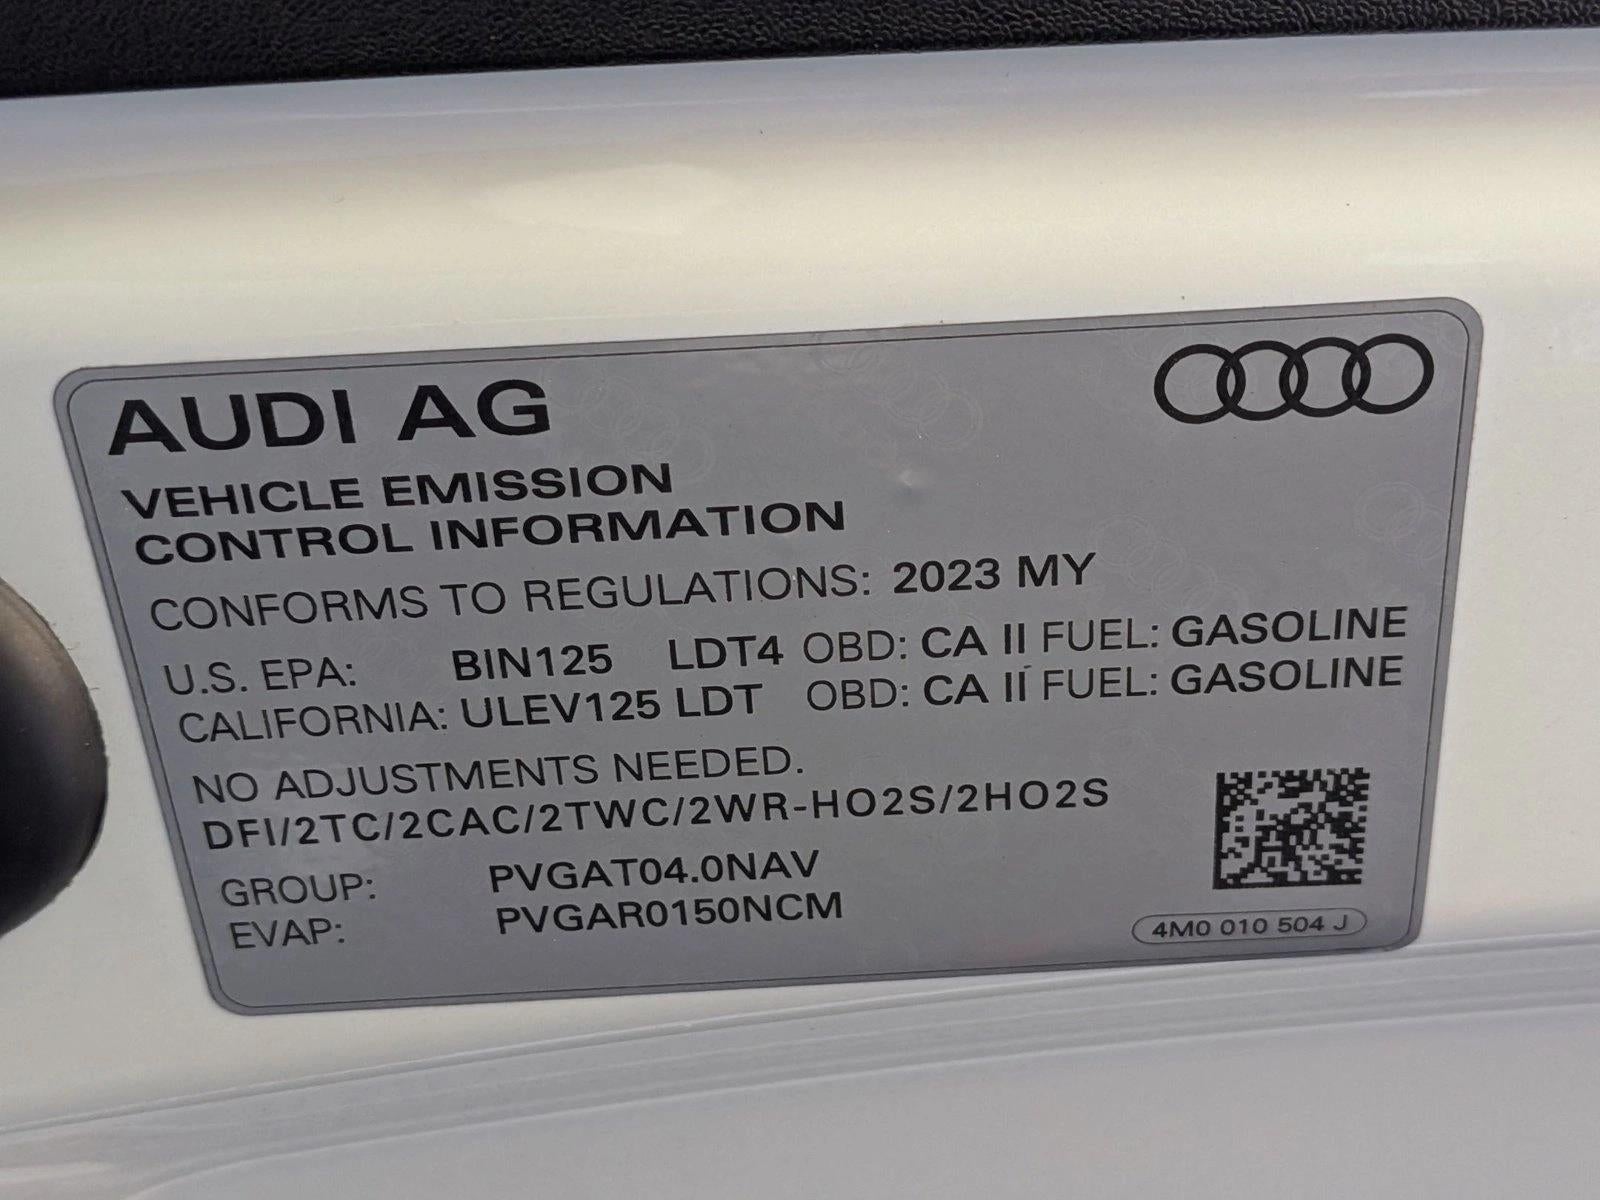 AUDI AG
VEHICLE EMISSION
CONTROL INFORMATION
CONFORMS TO REGULATIONS: 2023 MY
U.S. EPA: BIN125 LDT4 OBD: CA II FUEL: GASOLINE
CALIFORNIA: ULEV125 LDT OBD: CA II FUEL: GASOLINE
NO ADJUSTMENTS NEEDED.
DFI/2TC/2CAC/2TWC/2WR-HO2S/2HO2S
GROUP: PVGAT04.0NAV
EVAP: PVGAR0150NCM
4M0 010 504 J